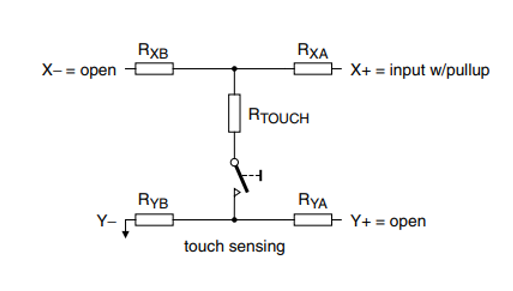 RXB RXA
X– = open X+ = input w/pullup
RTOUCH
RYB RYA
Y– Y+ = open
touch sensing